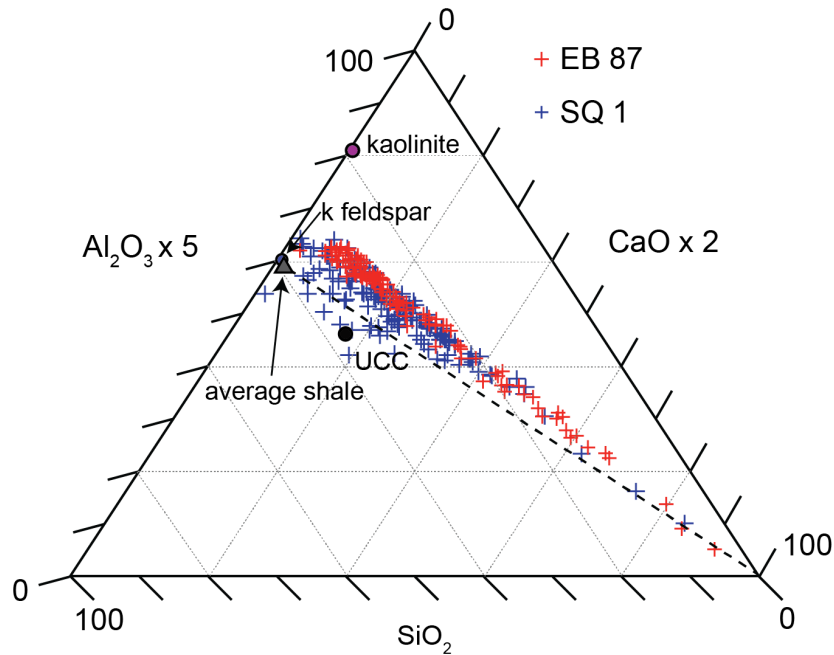 0
100
EB 87
SQ 1
kaolinite
k feldspar
Al₂O₃ x 5
CaO x 2
UCC
average shale
100
0
100
0
SiO₂